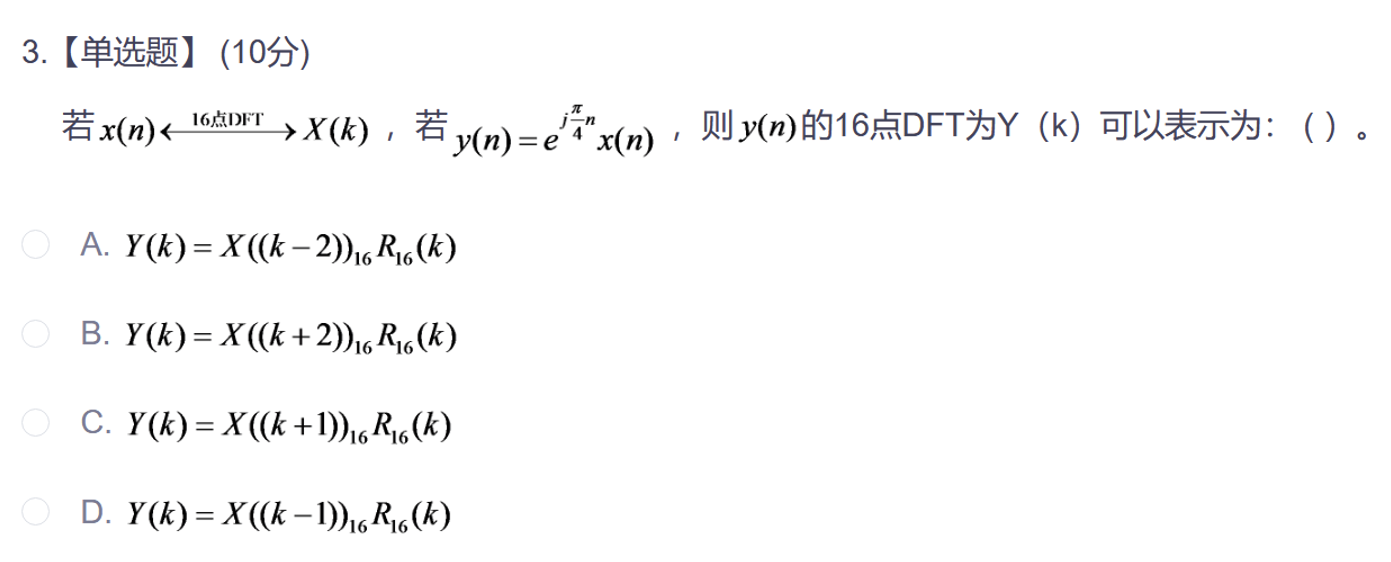 3.【单选题】 (10分)
若 x(n) ←16点DFT→ X(k) ，若 y(n) = e^{j\frac{π}{4}n} x(n) ，则 y(n) 的16点DFT为Y（k）可以表示为：( ) 。
A. Y(k) = X((k − 2))₁₆ R₁₆(k)
B. Y(k) = X((k + 2))₁₆ R₁₆(k)
C. Y(k) = X((k + 1))₁₆ R₁₆(k)
D. Y(k) = X((k − 1))₁₆ R₁₆(k)